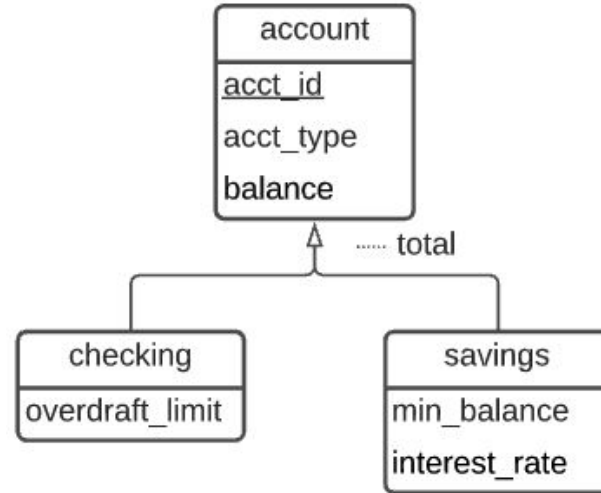 account
acct_id
acct_type
balance
...... total
checking
overdraft_limit
savings
min_balance
interest_rate